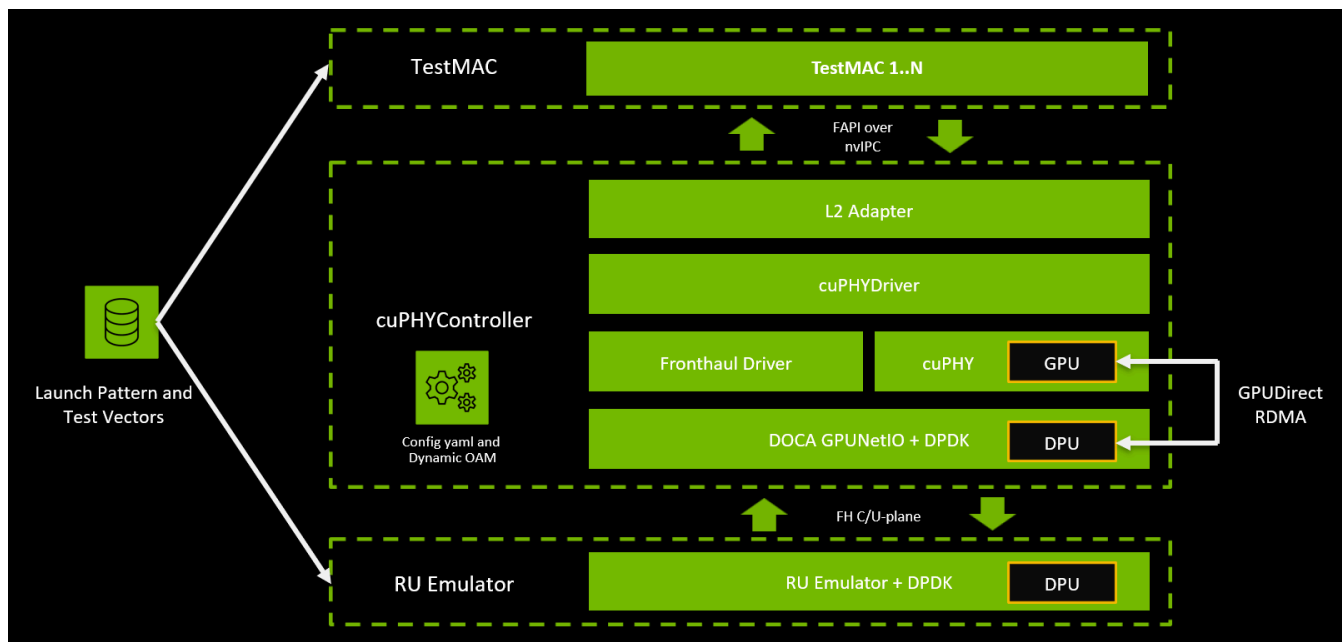 TestMAC
TestMAC 1..N
FAPI over
nvIPC
L2 Adapter
cuPHYDriver
cuPHYController
Fronthaul Driver
cuPHY
GPU
Launch Pattern and
Test Vectors
GPUDirect
RDMA
Config yaml and
Dynamic OAM
DOCA GPUNetIO + DPDK
DPU
FH C/U-plane
RU Emulator
RU Emulator + DPDK
DPU